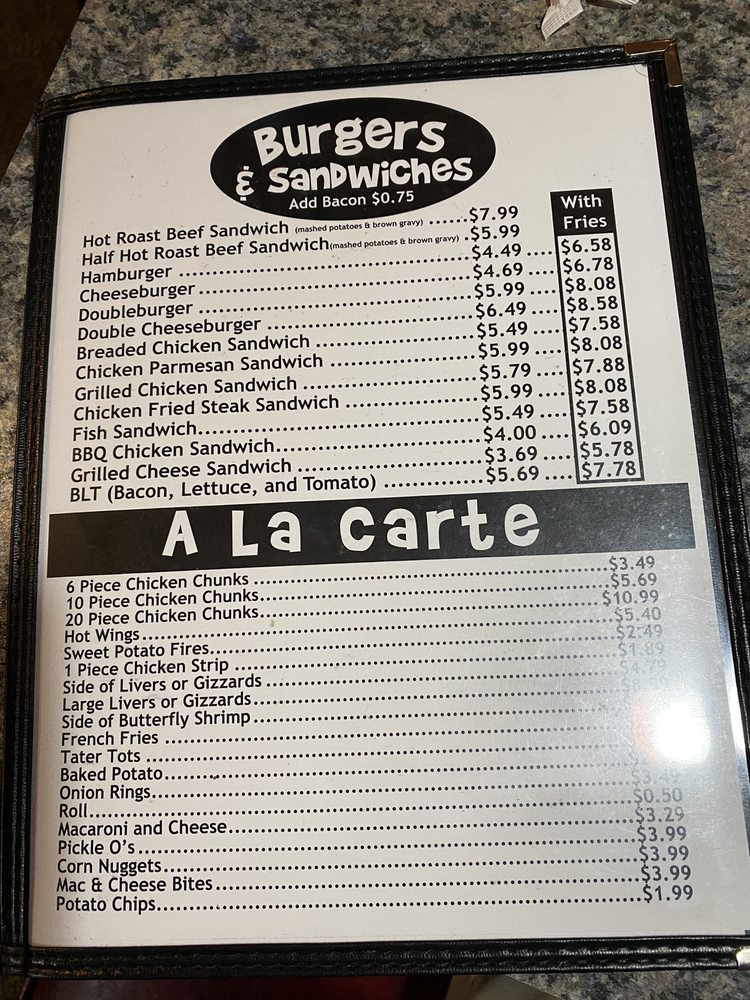 Burgers
& Sandwiches
Add Bacon $0.75
With
Fries
Hot Roast Beef Sandwich (mashed potatoes & brown gravy) ......$7.99
Half Hot Roast Beef Sandwich(mashed potatoes & brown gravy) .$5.99
Hamburger ........$4.49 .... $6.58
Cheeseburger........$4.69 .... $6.78
Doubleburger ........$5.99 .... $8.08
Double Cheeseburger ........$6.49 .... $8.58
Breaded Chicken Sandwich ........$5.49 .... $7.58
Chicken Parmesan Sandwich ........$5.99 .... $8.08
Grilled Chicken Sandwich ........$5.79 .... $7.88
Chicken Fried Steak Sandwich ........$5.99 .... $8.08
Fish Sandwich........$5.49 .... $7.58
BBQ Chicken Sandwich........$4.00 .... $6.09
Grilled Cheese Sandwich ........$3.69 .... $5.78
BLT (Bacon, Lettuce, and Tomato) ........$5.69 .... $7.78
A La Carte
6 Piece Chicken Chunks ........$3.49
10 Piece Chicken Chunks........$5.69
20 Piece Chicken Chunks........$10.99
Hot Wings........$5.40
Sweet Potato Fires........$2.49
1 Piece Chicken Strip ........$1.89
Side of Livers or Gizzards ........$4.79
Large Livers or Gizzards........
Side of Butterfly Shrimp........
French Fries ........
Tater Tots ........
Baked Potato........
Onion Rings........$3.49
Roll........$0.50
Macaroni and Cheese........$3.29
Pickle O's ........$3.99
Corn Nuggets........$3.99
Mac & Cheese Bites ........$3.99
Potato Chips........$1.99